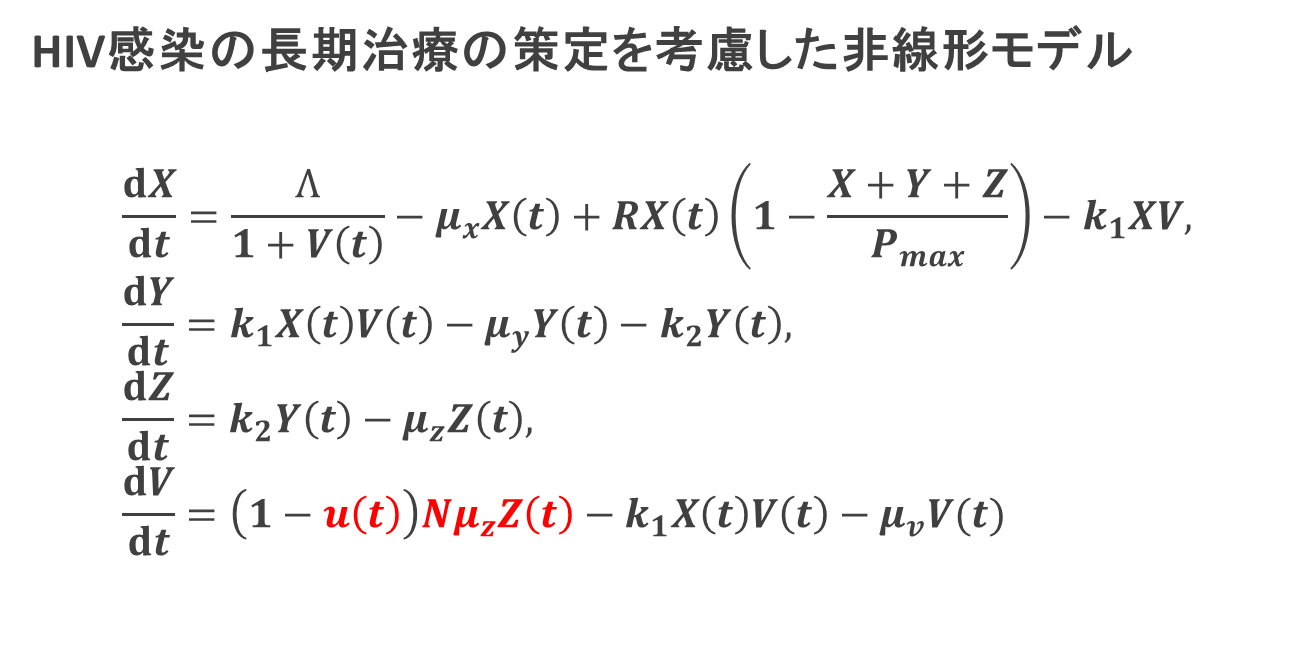 HIV感染の長期治療の策定を考慮した非線形モデル
dX/dt = Λ/(1 + V(t)) − μ_x X(t) + RX(t)(1 − (X + Y + Z)/P_max) − k_1 XV,
dY/dt = k_1 X(t)V(t) − μ_y Y(t) − k_2 Y(t),
dZ/dt = k_2 Y(t) − μ_z Z(t),
dV/dt = (1 − u(t))Nμ_z Z(t) − k_1 X(t)V(t) − μ_v V(t)